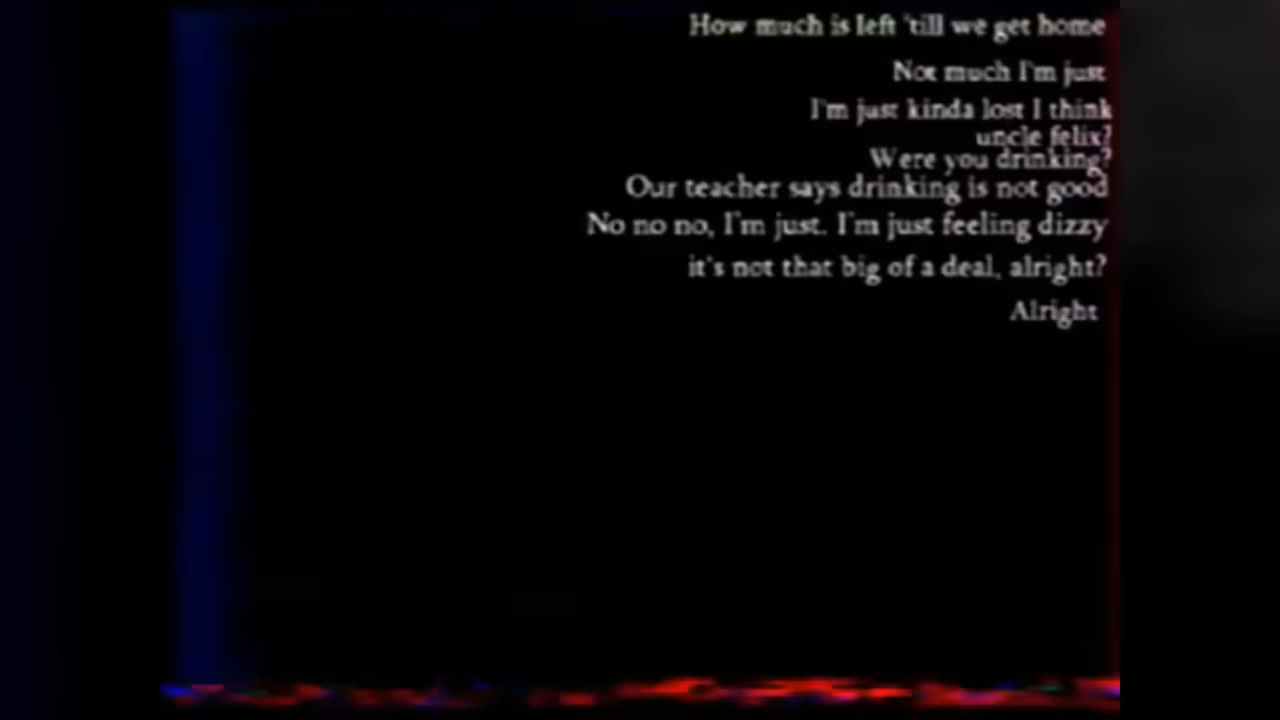 How much is left 'till we get home
Not much I'm just
I'm just kinda lost I think
uncle felix?
Were you drinking?
Our teacher says drinking is not good
No no no, I'm just. I'm just feeling dizzy
it's not that big of a deal, alright?
Alright